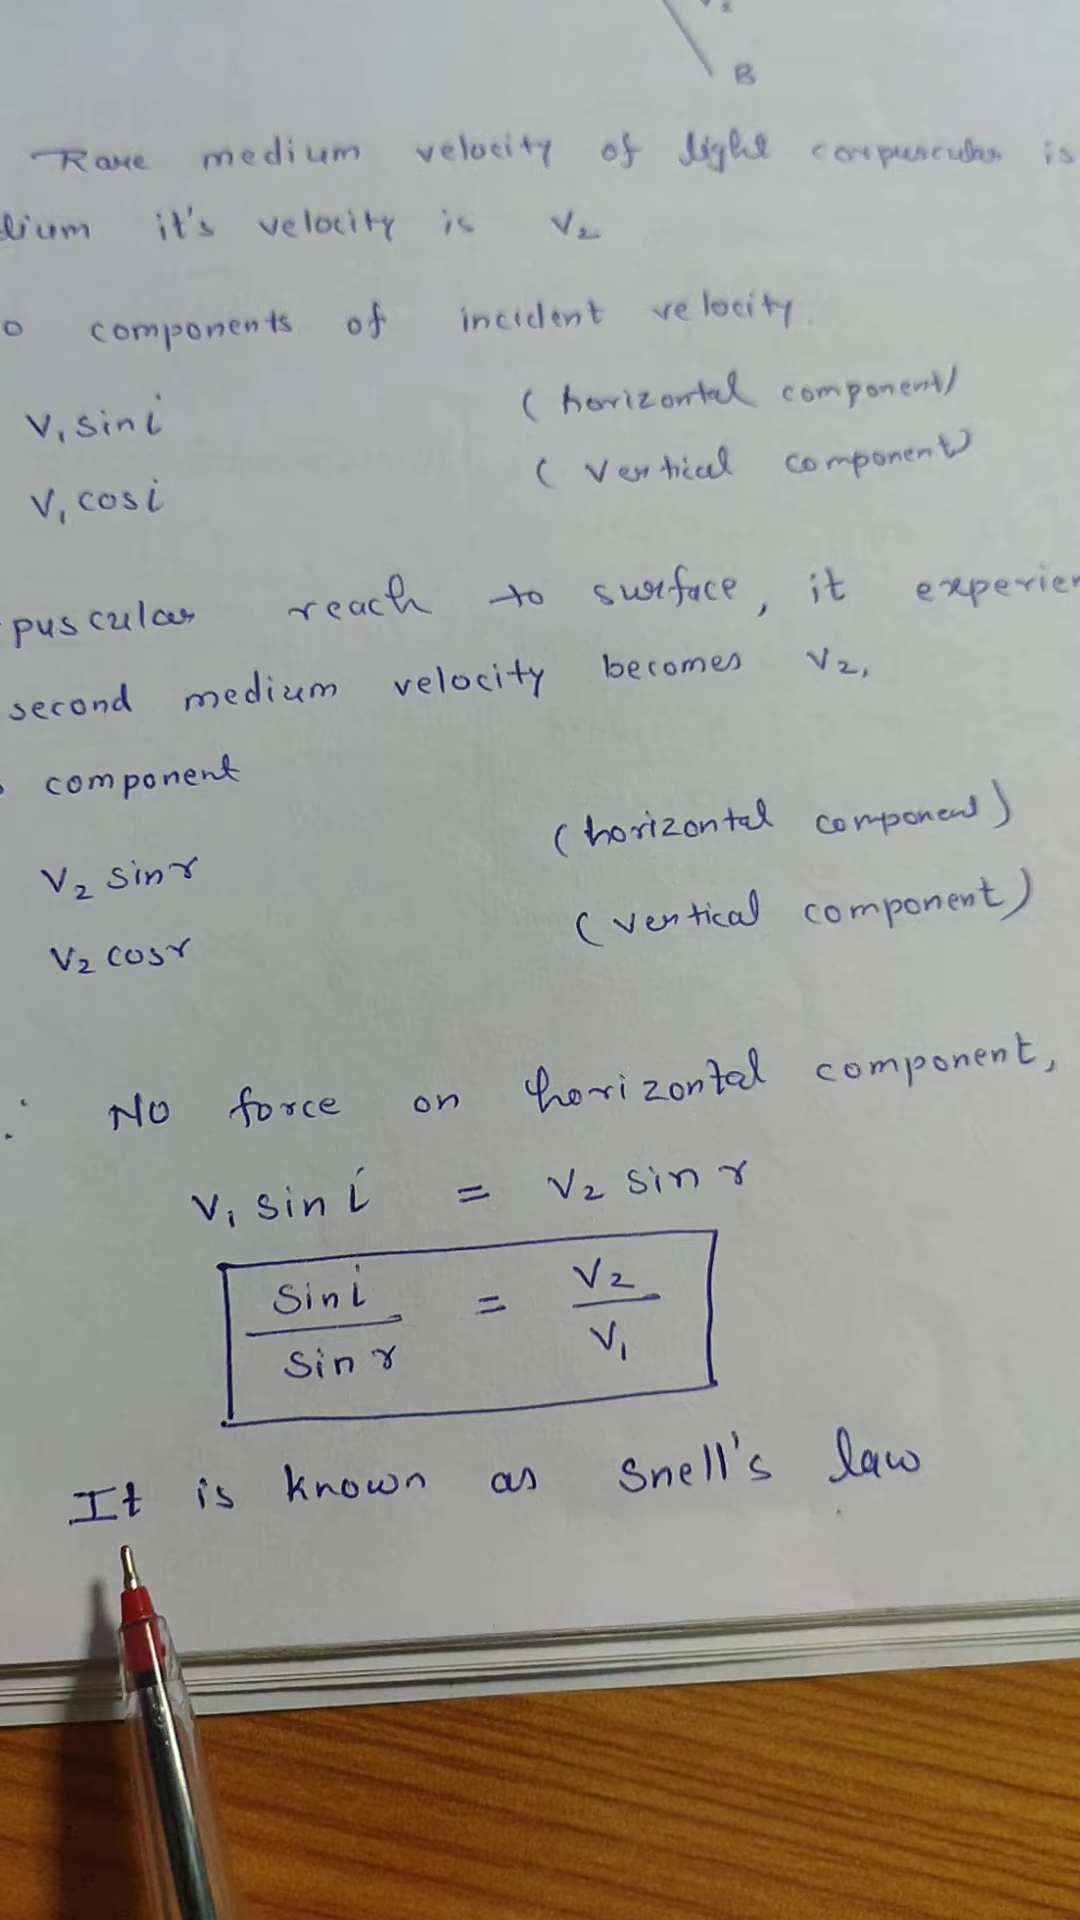 B
Rare medium velocity of light corpuscular is
dium it's velocity is V₂
o components of incident velocity.
V₁ sin i (horizontal component)
V₁ cos i (vertical component)
puscular reach to surface, it experien
second medium velocity becomes V₂,
component
V₂ sin r (horizontal component)
V₂ cos r (vertical component)
∴ No force on horizontal component,
V₁ sin i = V₂ sin r
sin i / sin r = V₂ / V₁
It is known as Snell's law